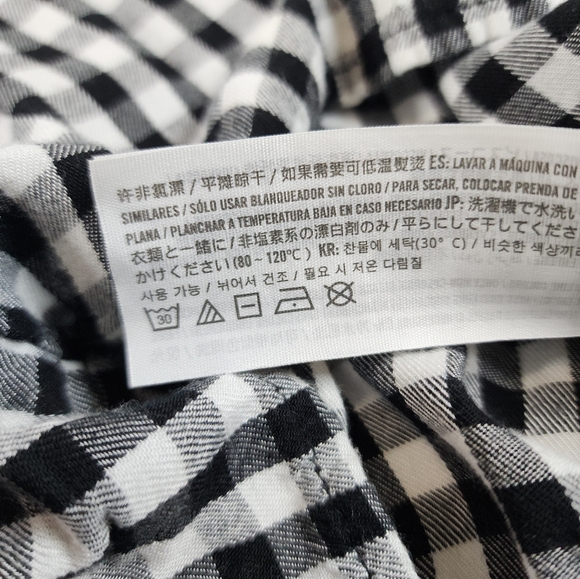 许非氯漂 / 平摊晾干 / 如果需要可低温熨烫 ES: LAVAR A MÁQUINA CON
SIMILARES / SÓLO USAR BLANQUEADOR SIN CLORO / PARA SECAR, COLOCAR PRENDA DE
PLANA / PLANCHAR A TEMPERATURA BAJA EN CASO NECESARIO JP: 洗濯機で水洗い
衣類と一緒に / 非塩素系の漂白剤のみ / 平らにして干してくださ
かけてください (80 ~ 120℃) KR: 찬물에 세탁(30° C) / 비슷한 색상끼리
사용 가능 / 뉘어서 건조 / 필요 시 저온 다림질
30